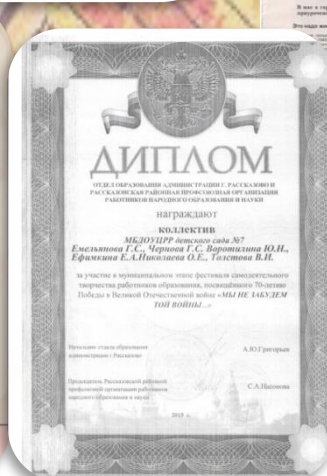 ДИПЛОМ
ОТДЕЛ ОБРАЗОВАНИЯ АДМИНИСТРАЦИИ Г. РАССКАЗОВО И
РАССКАЗОВСКАЯ РАЙОННАЯ ПРОФСОЮЗНАЯ ОРГАНИЗАЦИЯ
РАБОТНИКОВ НАРОДНОГО ОБРАЗОВАНИЯ И НАУКИ
награждают
коллектив
МБДОУЦРР детского сада №7
Емельянова Г.С., Чернова Г.С. Воротилина Ю.Н.,
Ефимкина Е.А.Николаева О.Е., Толстова В.И.
за участие в муниципальном этапе фестиваля самодеятельного
творчества работников образования, посвящённого 70-летию
Победы в Великой Отечественной войне «МЫ НЕ ЗАБУДЕМ
ТОЙ ВОЙНЫ...»
Начальник отдела образования
администрации г. Рассказово
А.Ю.Григорьев
Председатель Рассказовской районной
профсоюзной организации работников
народного образования и науки
С.А.Насонова
2015 г.